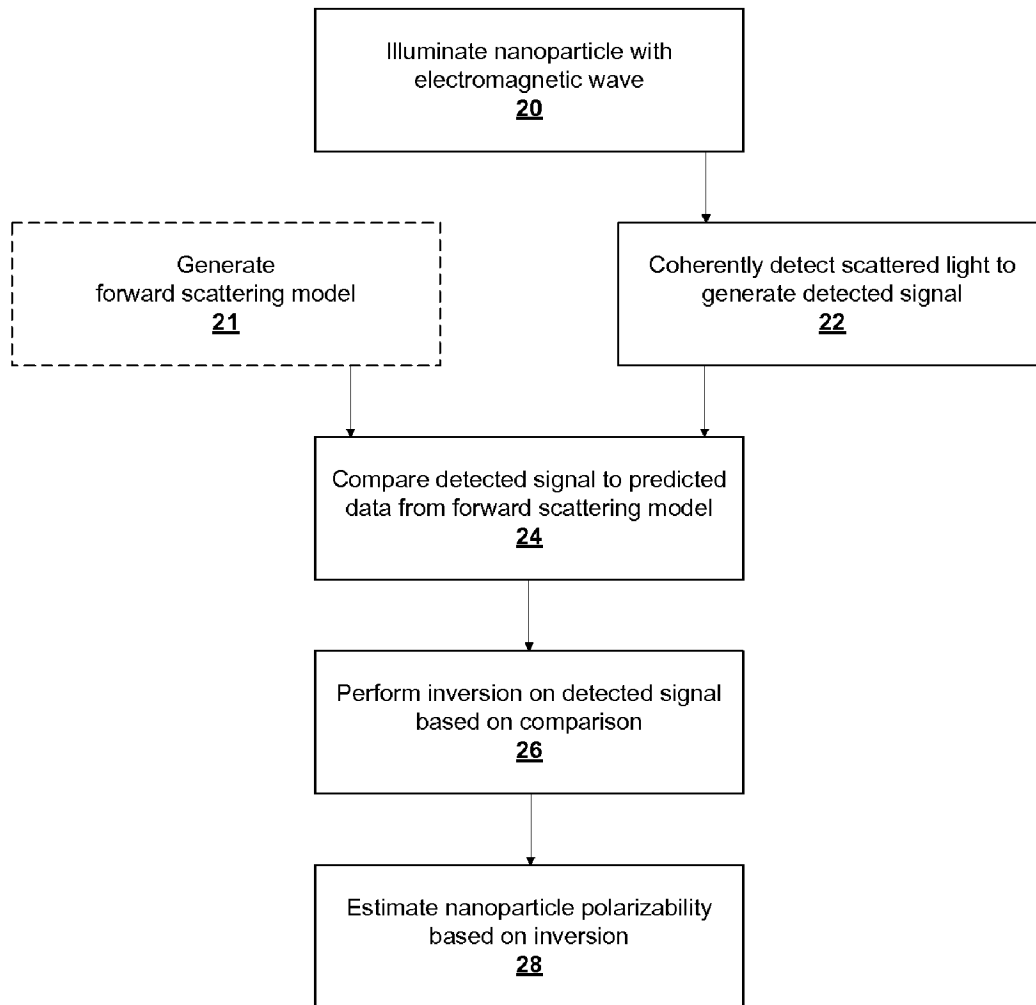 Illuminate nanoparticle with
electromagnetic wave
20
Generate
forward scattering model
21
Coherently detect scattered light to
generate detected signal
22
Compare detected signal to predicted
data from forward scattering model
24
Perform inversion on detected signal
based on comparison
26
Estimate nanoparticle polarizability
based on inversion
28